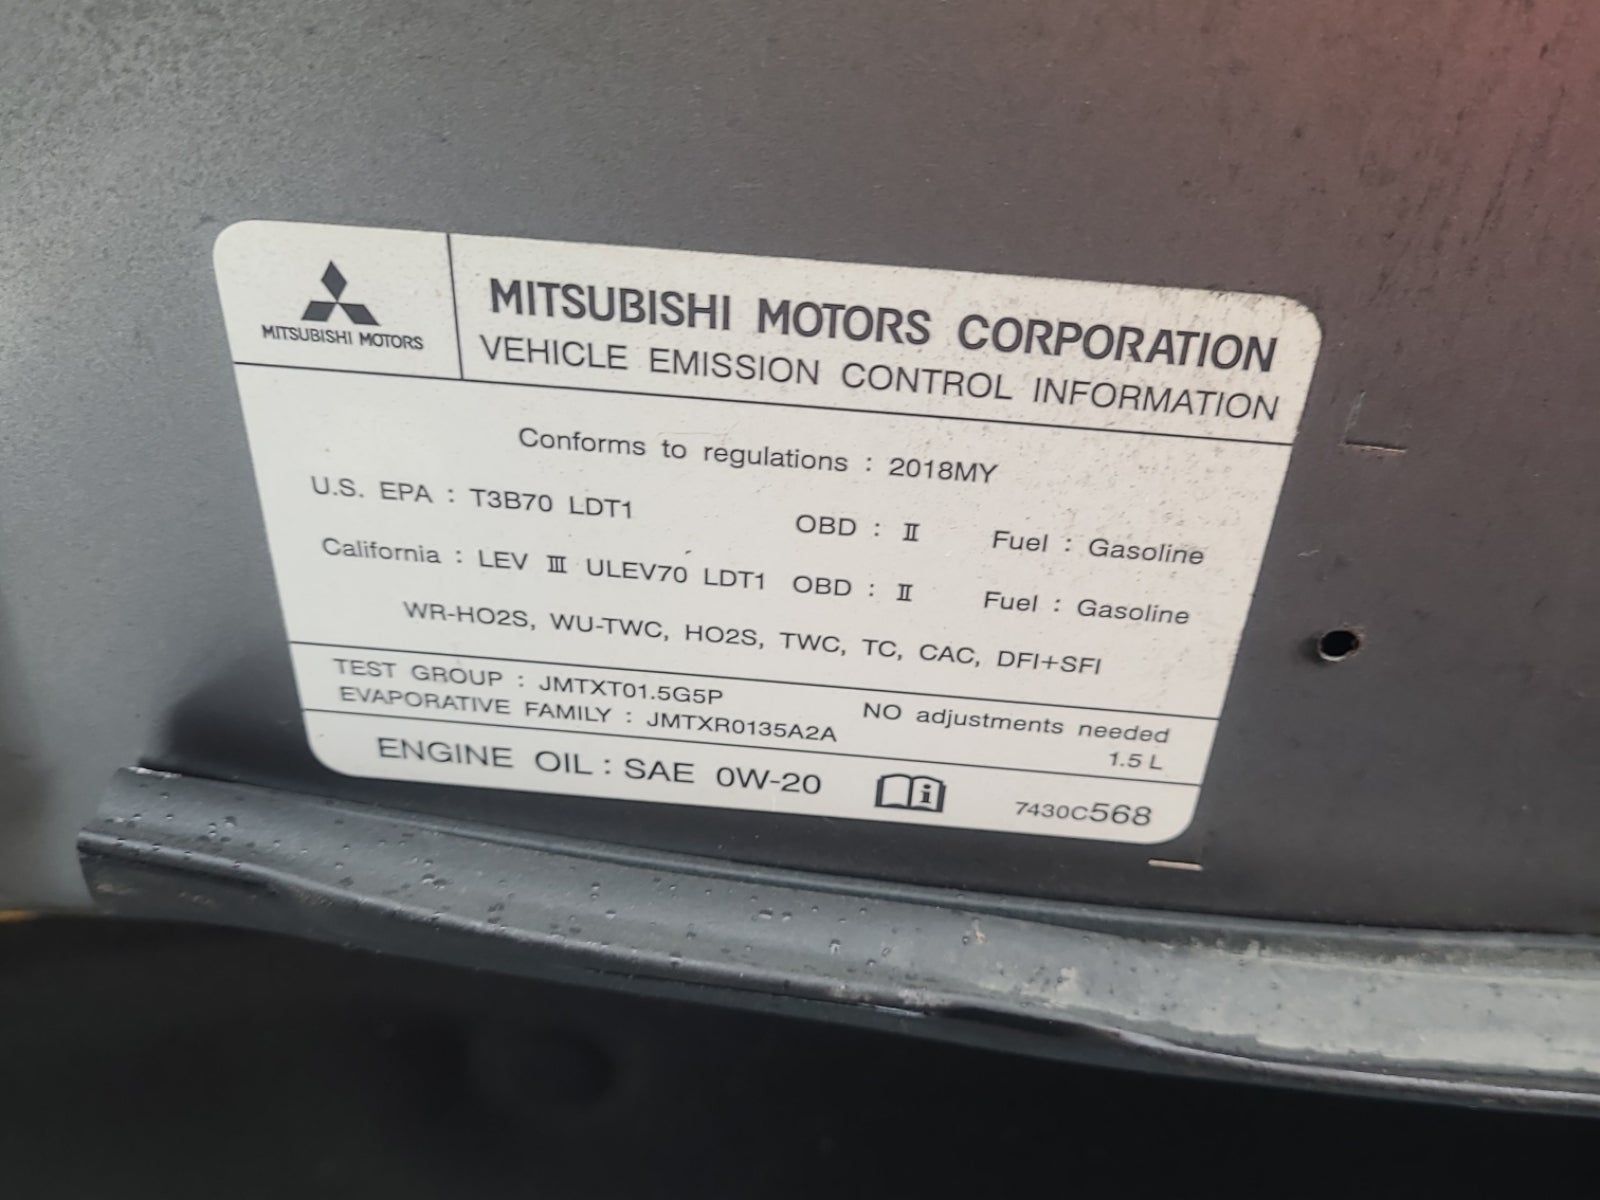 MITSUBISHI MOTORS
MITSUBISHI MOTORS CORPORATION
VEHICLE EMISSION CONTROL INFORMATION
Conforms to regulations : 2018MY
U.S. EPA : T3B70 LDT1 OBD : Ⅱ Fuel : Gasoline
California : LEV Ⅲ ULEV70 LDT1 OBD : Ⅱ Fuel : Gasoline
WR-HO2S, WU-TWC, HO2S, TWC, TC, CAC, DFI+SFI
TEST GROUP : JMTXT01.5G5P
EVAPORATIVE FAMILY : JMTXR0135A2A
NO adjustments needed
1.5 L
ENGINE OIL : SAE 0W-20 i 7430C568